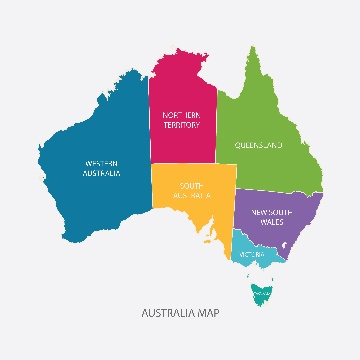 NORTHERN
TERRITORY
QUEENSLAND
WESTERN
AUSTRALIA
SOUTH
AUSTRALIA
NEW SOUTH
WALES
VICTORIA
AUSTRALIA MAP